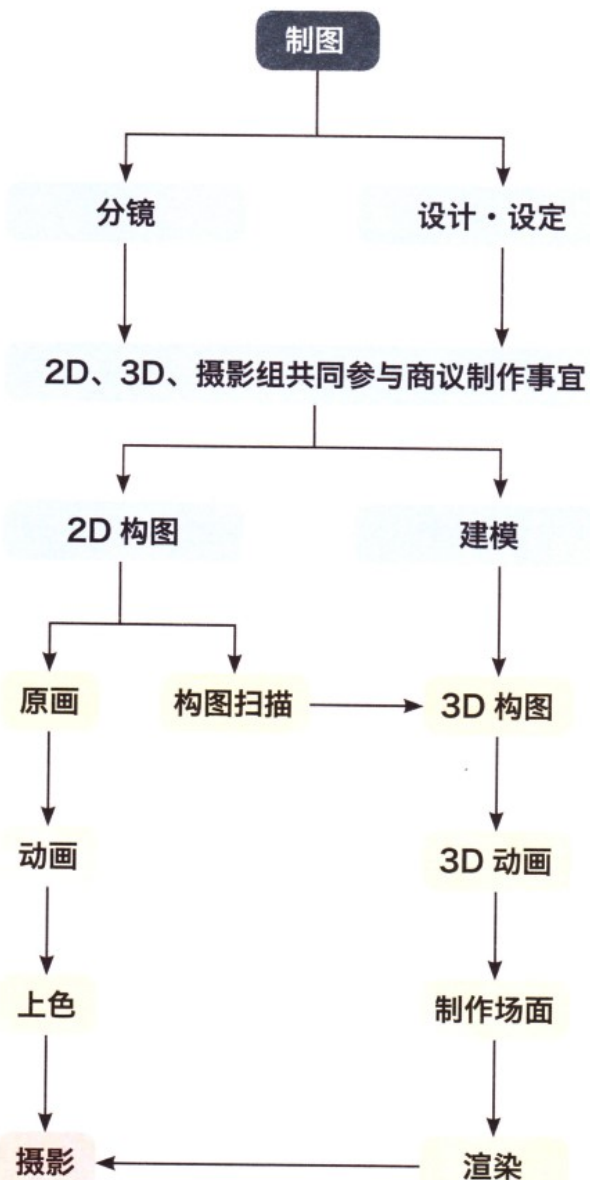 制图
分镜
设计・设定
2D、3D、摄影组共同参与商议制作事宜
2D 构图
建模
原画
构图扫描
3D 构图
动画
3D 动画
上色
制作场面
摄影
渲染